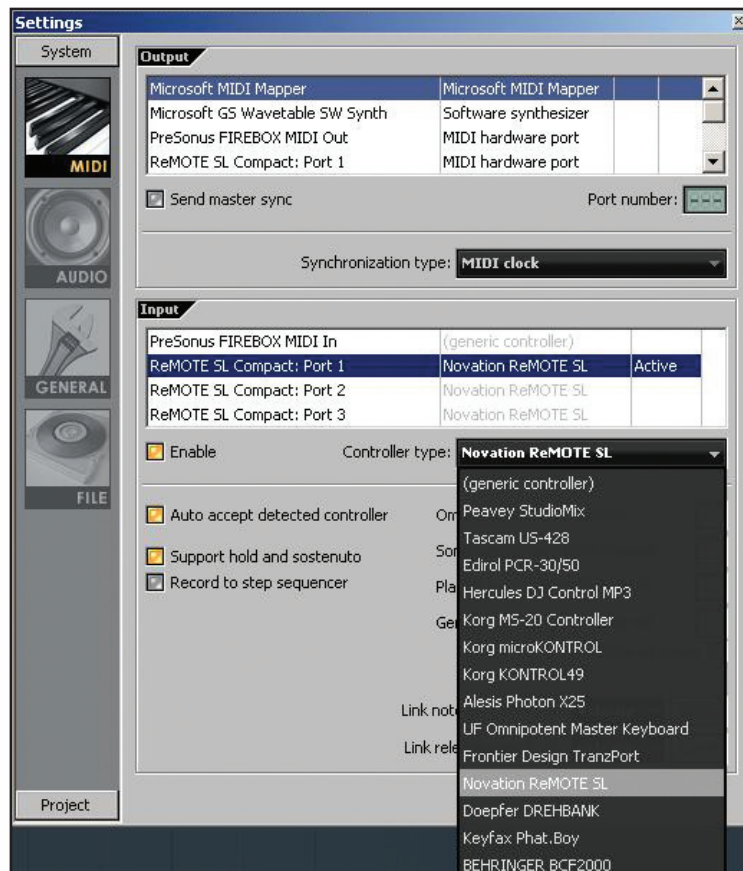 Settings
System
MIDI
AUDIO
GENERAL
FILE
Project
Output
Microsoft MIDI Mapper Microsoft MIDI Mapper
Microsoft GS Wavetable SW Synth Software synthesizer
PreSonus FIREBOX MIDI Out MIDI hardware port
ReMOTE SL Compact: Port 1 MIDI hardware port
Send master sync Port number: ---
Synchronization type: MIDI clock
Input
PreSonus FIREBOX MIDI In (generic controller)
ReMOTE SL Compact: Port 1 Novation ReMOTE SL Active
ReMOTE SL Compact: Port 2 Novation ReMOTE SL
ReMOTE SL Compact: Port 3 Novation ReMOTE SL
Enable Controller type: Novation ReMOTE SL
Auto accept detected controller
Support hold and sostenuto
Record to step sequencer
Link
Link
(generic controller)
Peavey StudioMix
Tascam US-428
Edirol PCR-30/50
Hercules DJ Control MP3
Korg MS-20 Controller
Korg microKONTROL
Korg KONTROL49
Alesis Photon X25
UF Omnipotent Master Keyboard
Frontier Design TranzPort
Novation ReMOTE SL
Doepfer DREHBANK
Keyfax Phat.Boy
BEHRINGER BCF2000